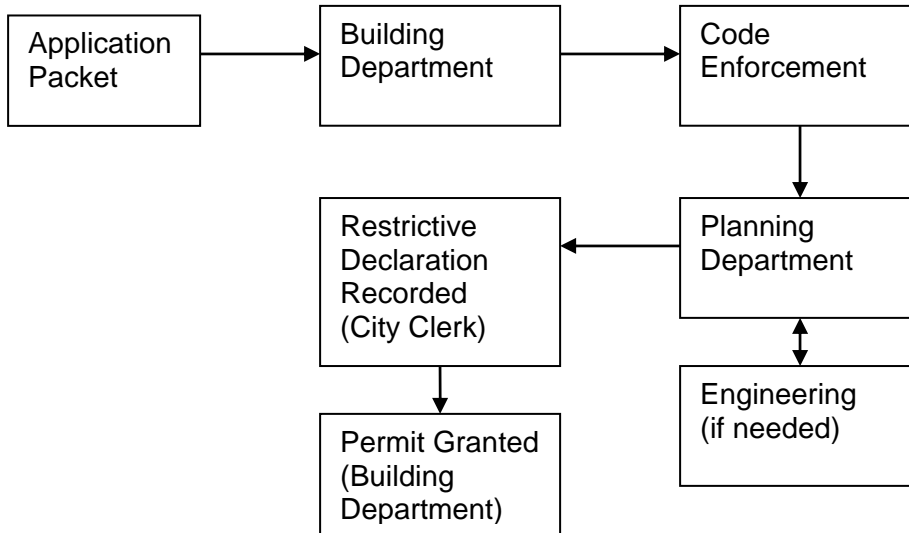 Application
Packet
Building
Department
Code
Enforcement
Restrictive
Declaration
Recorded
(City Clerk)
Planning
Department
Permit Granted
(Building
Department)
Engineering
(if needed)